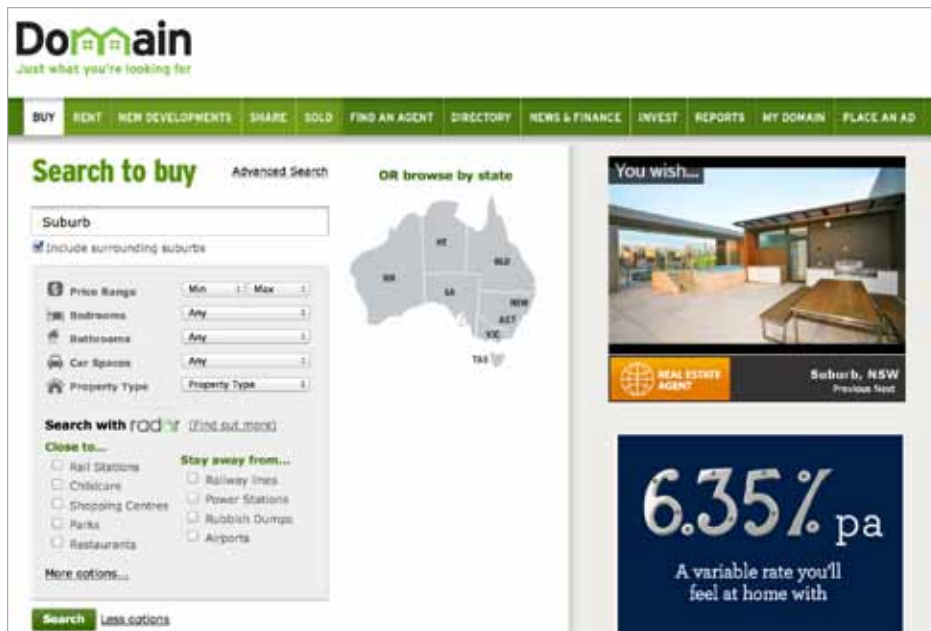 Domain
Just what you're looking for
BUY RENT NEW DEVELOPMENTS SHARE SOLD FIND AN AGENT DIRECTORY NEWS & FINANCE INVEST REPORTS MY DOMAIN PLACE AN AD
Search to buy
Advanced Search
Suburb
Include surrounding suburbs
Price Range Min Max
Bedrooms Any
Bathrooms Any
Car Spaces Any
Property Type Property Type
Search with radar (Find out more)
Close to...
Rail Stations
Childcare
Shopping Centres
Parks
Restaurants
Stay away from...
Railway lines
Power Stations
Rubbish Dumps
Airports
More options...
Search Less options
OR browse by state
WA
NT
SA
QLD
NSW
ACT
VIC
TAS
You wish...
REAL ESTATE
AGENT
Suburb, NSW
Previous Next
6.35% pa
A variable rate you'll
feel at home with